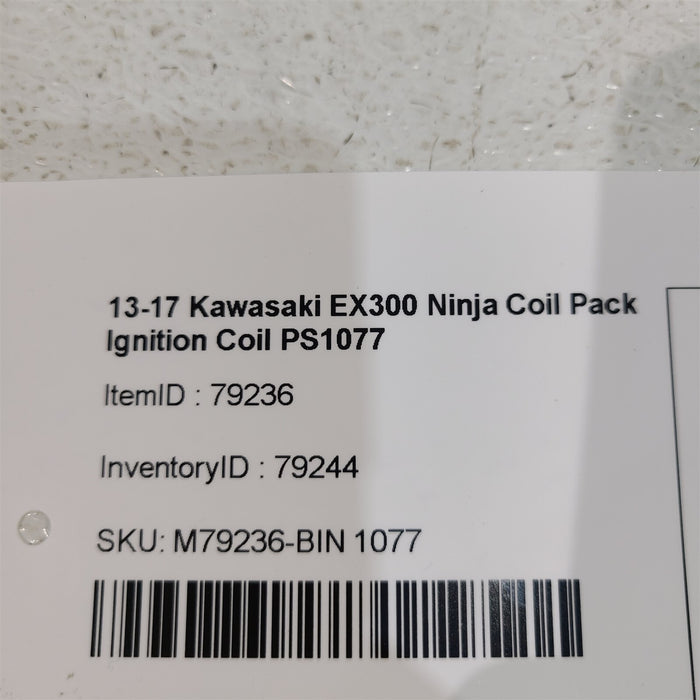 13-17 Kawasaki EX300 Ninja Coil Pack
Ignition Coil PS1077
ItemID : 79236
InventoryID : 79244
SKU: M79236-BIN 1077